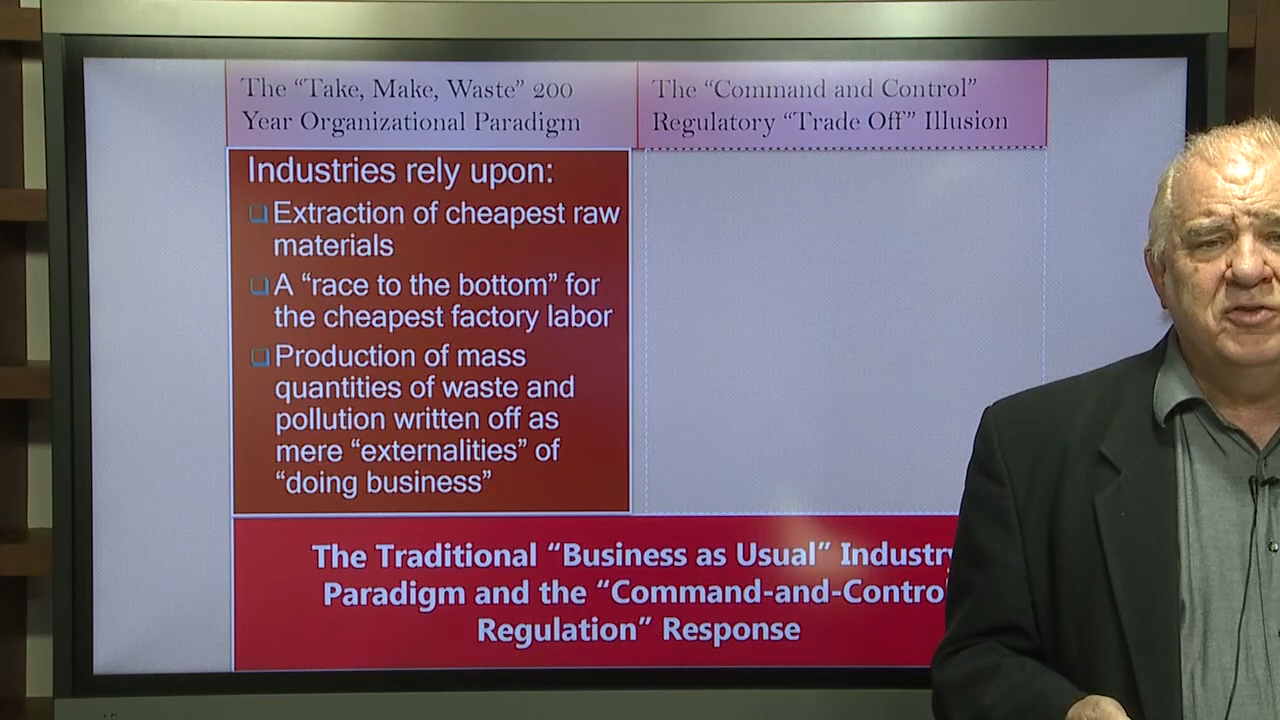 The “Take, Make, Waste” 200
Year Organizational Paradigm
The “Command and Control”
Regulatory “Trade Off” Illusion
Industries rely upon:
Extraction of cheapest raw
materials
A “race to the bottom” for
the cheapest factory labor
Production of mass
quantities of waste and
pollution written off as
mere “externalities” of
“doing business”
The Traditional “Business as Usual” Industry
Paradigm and the “Command-and-Contro
Regulation” Response